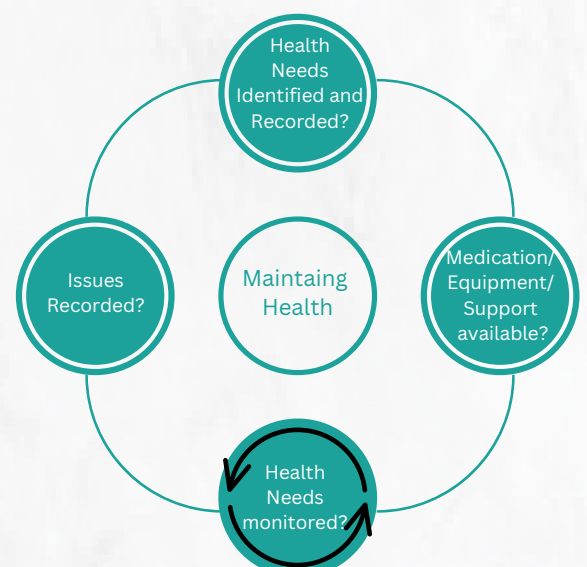 Health
Needs
Identified and
Recorded?
Issues
Recorded?
Maintaing
Health
Medication/
Equipment/
Support
available?
Health
Needs
monitored?